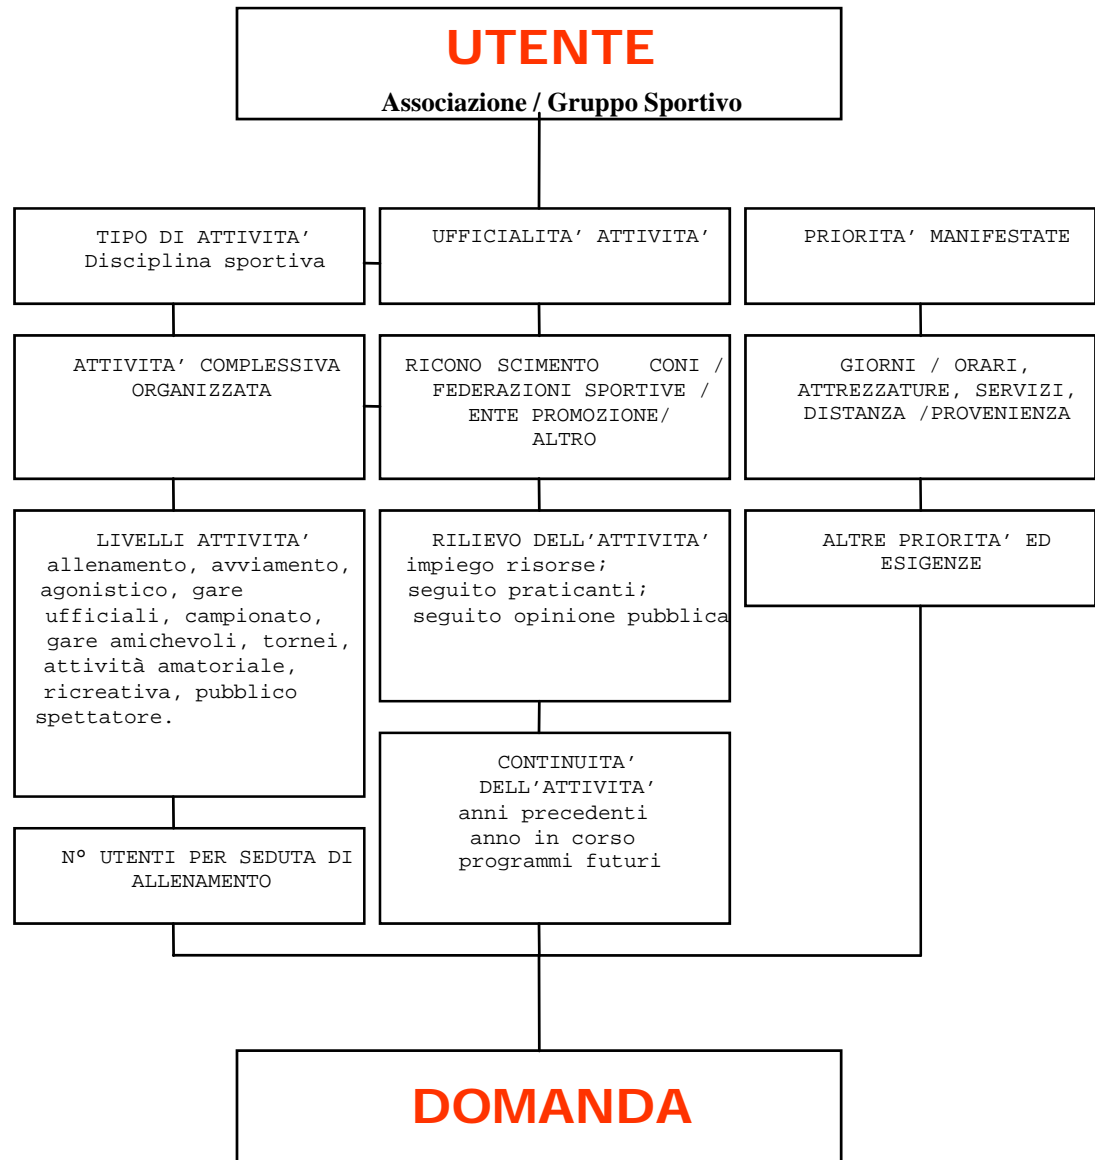 UTENTE
Associazione / Gruppo Sportivo
TIPO DI ATTIVITA’
Disciplina sportiva
UFFICIALITA’ ATTIVITA’
PRIORITA’ MANIFESTATE
ATTIVITA’ COMPLESSIVA
ORGANIZZATA
RICONO SCIMENTO CONI /
FEDERAZIONI SPORTIVE /
ENTE PROMOZIONE/
ALTRO
GIORNI / ORARI,
ATTREZZATURE, SERVIZI,
DISTANZA /PROVENIENZA
LIVELLI ATTIVITA’
allenamento, avviamento,
agonistico, gare
ufficiali, campionato,
gare amichevoli, tornei,
attività amatoriale,
ricreativa, pubblico
spettatore.
RILIEVO DELL’ATTIVITA’
impiego risorse;
seguito praticanti;
seguito opinione pubblica
ALTRE PRIORITA’ ED
ESIGENZE
CONTINUITA’
DELL’ATTIVITA’
anni precedenti
anno in corso
programmi futuri
N° UTENTI PER SEDUTA DI
ALLENAMENTO
DOMANDA